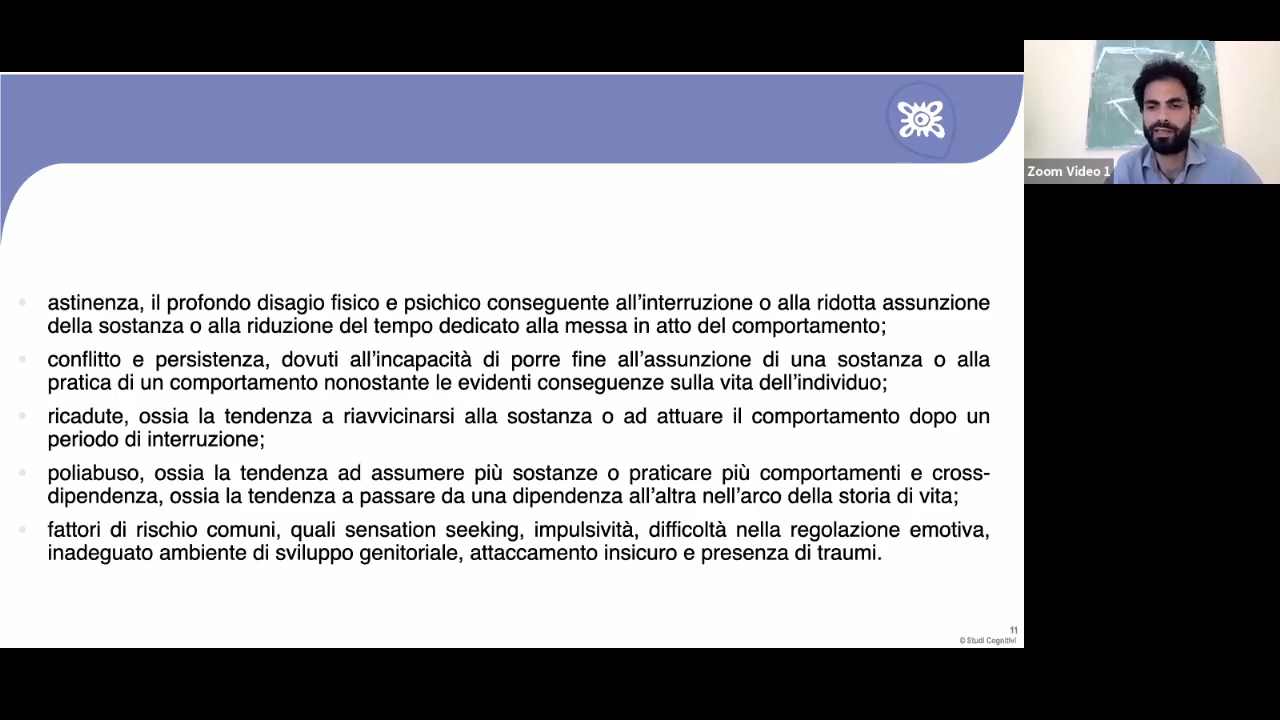 astinenza, il profondo disagio fisico e psichico conseguente all'interruzione o alla ridotta assunzione
della sostanza o alla riduzione del tempo dedicato alla messa in atto del comportamento;
conflitto e persistenza, dovuti all'incapacità di porre fine all'assunzione di una sostanza o alla
pratica di un comportamento nonostante le evidenti conseguenze sulla vita dell'individuo;
ricadute, ossia la tendenza a riavvicinarsi alla sostanza o ad attuare il comportamento dopo un
periodo di interruzione;
poliabuso, ossia la tendenza ad assumere più sostanze o praticare più comportamenti e cross-
dipendenza, ossia la tendenza a passare da una dipendenza all'altra nell'arco della storia di vita;
fattori di rischio comuni, quali sensation seeking, impulsività, difficoltà nella regolazione emotiva,
inadeguato ambiente di sviluppo genitoriale, attaccamento insicuro e presenza di traumi.
11
© Studi Cognitivi
Zoom Video 1